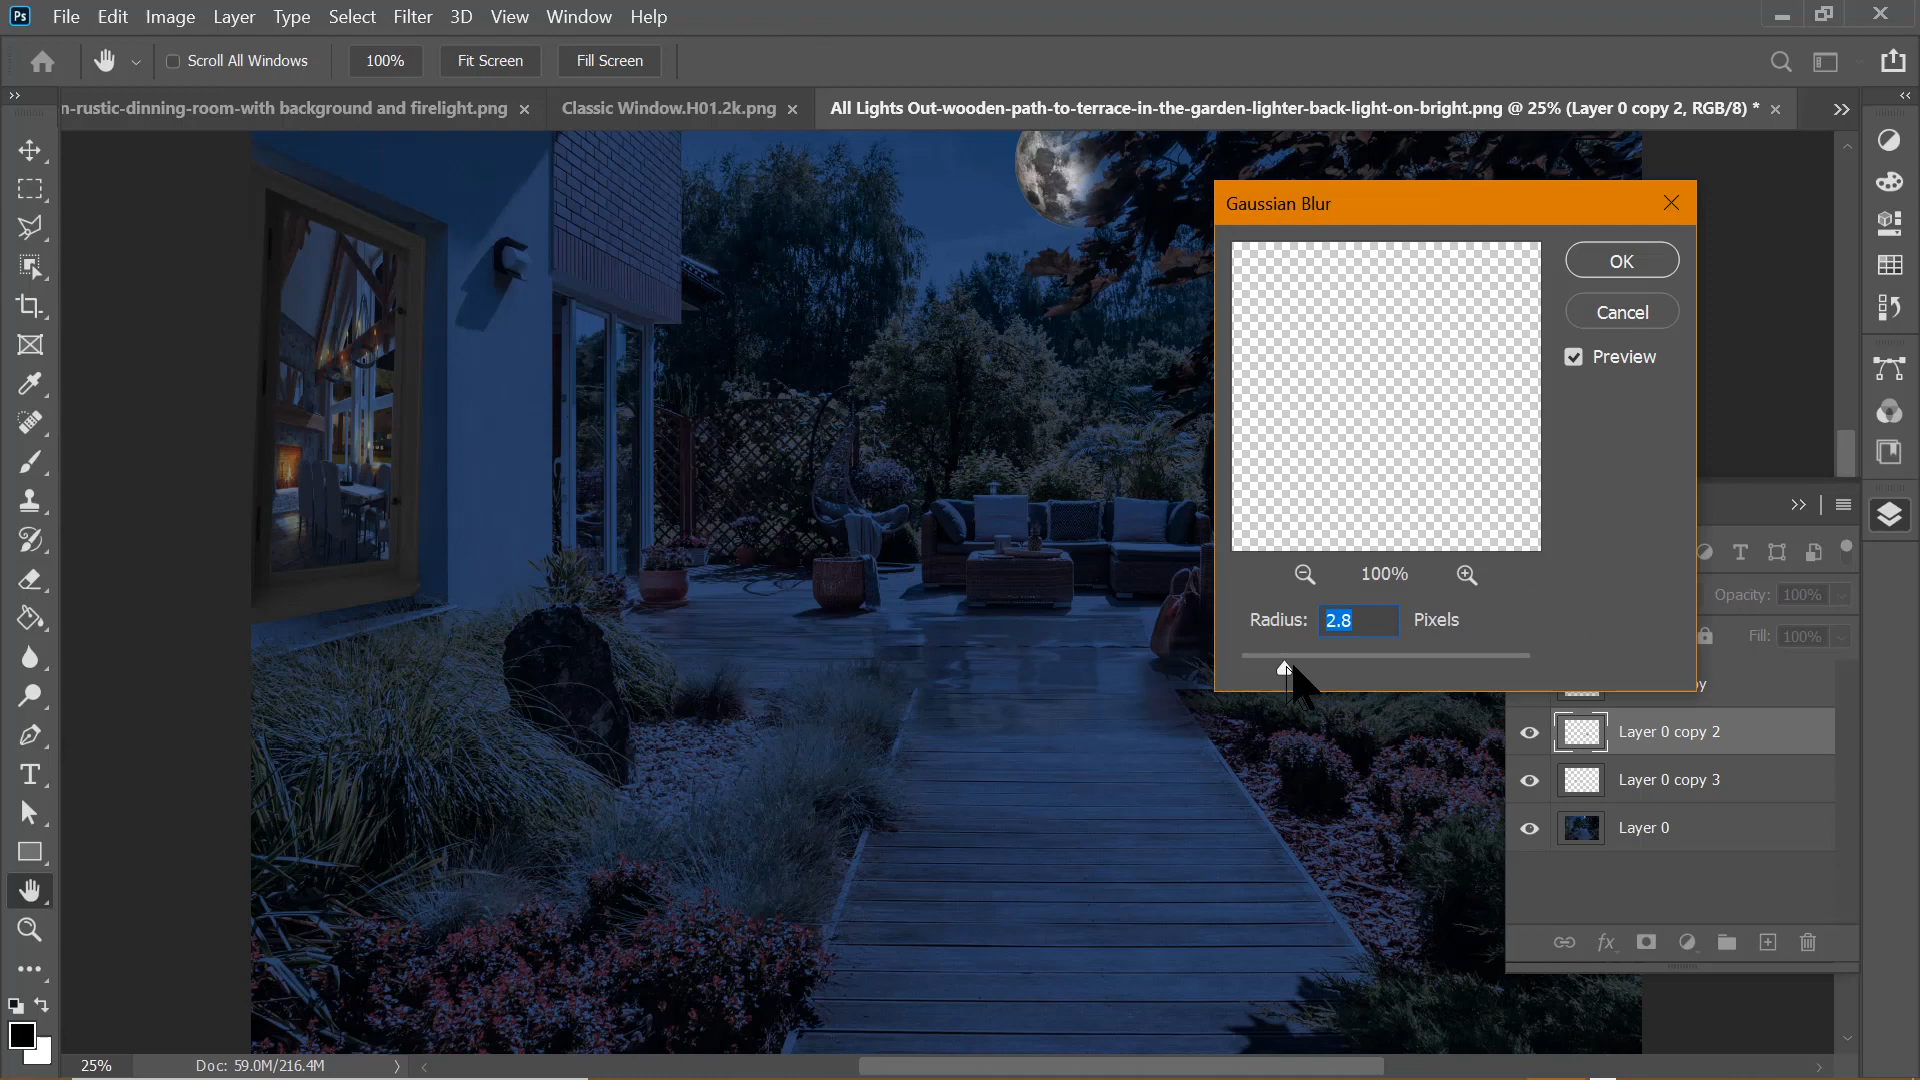 Ps File Edit Image Layer Type Select Filter 3D View Window Help
Scroll All Windows 100% Fit Screen Fill Screen
n-rustic-dinning-room-with background and firelight.png Classic Window.H01.2k.png All Lights Out-wooden-path-to-terrace-in-the-garden-lighter-back-light-on-bright.png @ 25% (Layer 0 copy 2, RGB/8) *
Gaussian Blur
OK
Cancel
Preview
100%
Radius: 2.8 Pixels
Opacity: 100%
Fill: 100%
Layer 0 copy 2
Layer 0 copy 3
Layer 0
25% Doc: 59.0M/216.4M